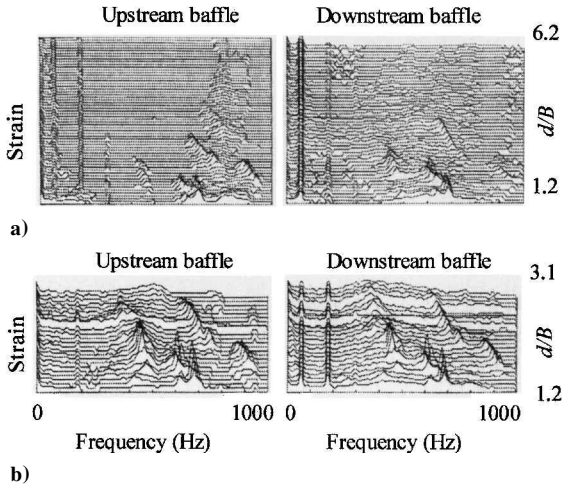 Upstream baffle
Downstream baffle
6.2
Strain
d/B
1.2
a)
Upstream baffle
Downstream baffle
3.1
Strain
d/B
1.2
0
1000
0
1000
Frequency (Hz)
Frequency (Hz)
b)